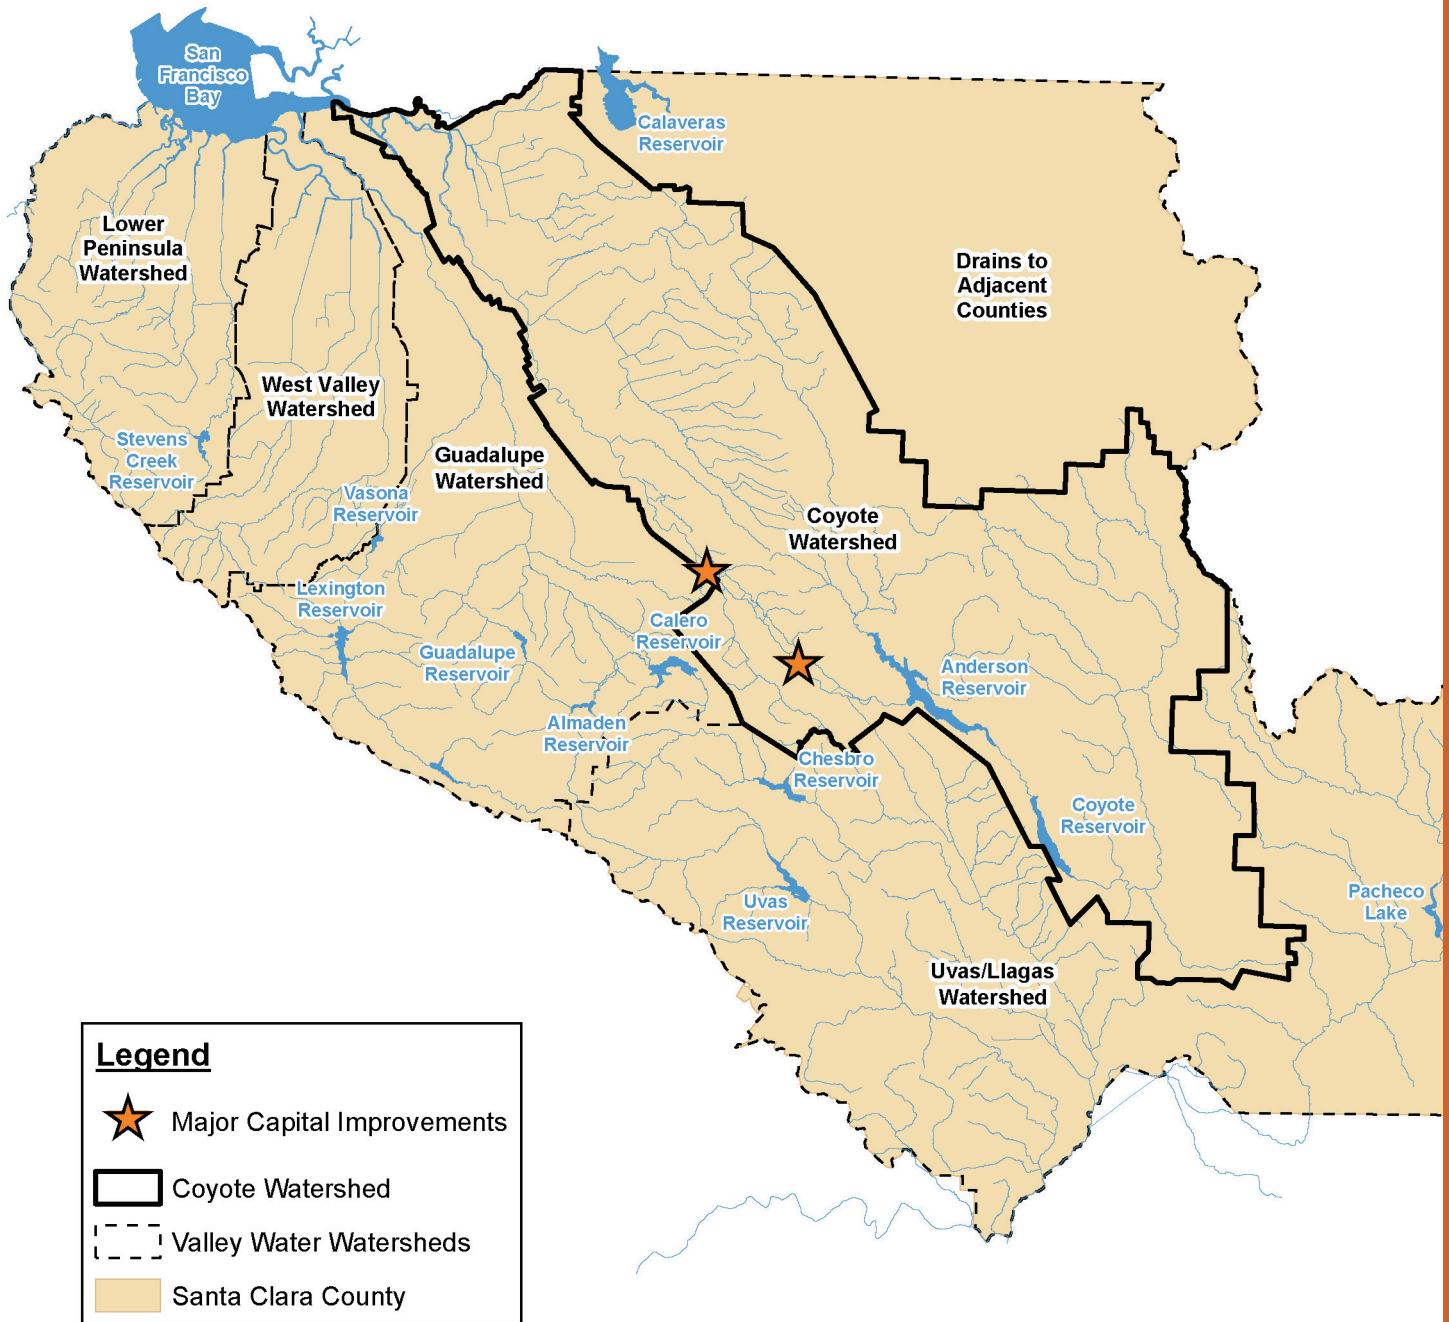 San
Francisco
Bay
Calaveras
Reservoir
Lower
Peninsula
Watershed
Drains to
Adjacent
Counties
West Valley
Watershed
Stevens
Creek
Reservoir
Guadalupe
Watershed
Vasona
Reservoir
Coyote
Watershed
Lexington
Reservoir
Calero
Reservoir
Guadalupe
Reservoir
Anderson
Reservoir
Almaden
Reservoir
Chesbro
Reservoir
Coyote
Reservoir
Uvas
Reservoir
Pacheco
Lake
Uvas/Llagas
Watershed
Legend
Major Capital Improvements
Coyote Watershed
Valley Water Watersheds
Santa Clara County